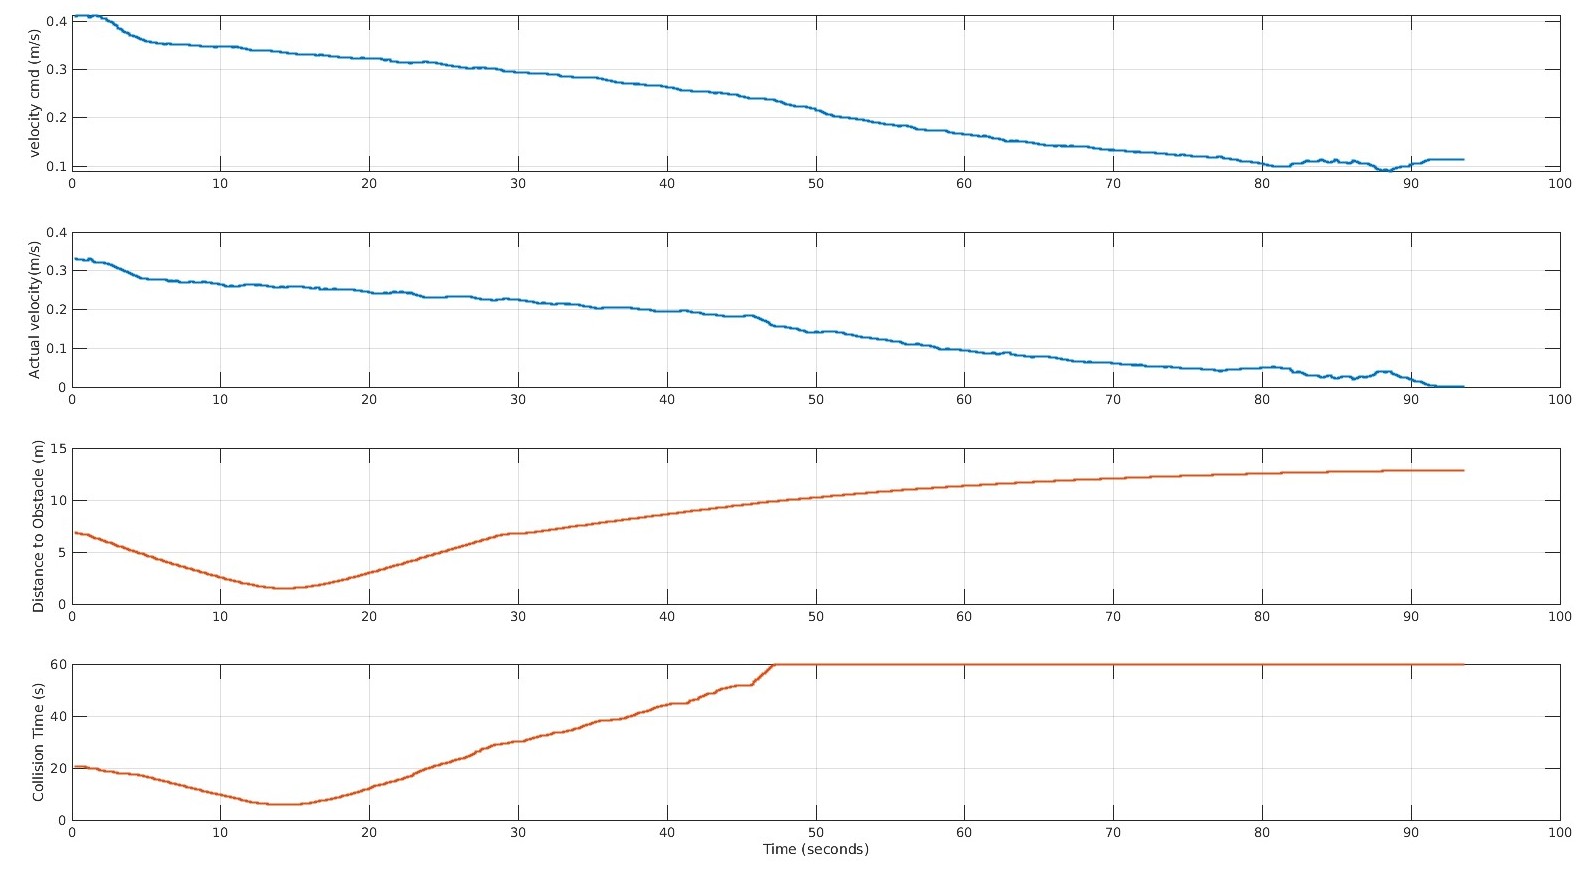 velocity cmd (m/s)
0.4
0.3
0.2
0.1
0 10 20 30 40 50 60 70 80 90 100
Actual velocity(m/s)
0.4
0.3
0.2
0.1
0
0 10 20 30 40 50 60 70 80 90 100
Distance to Obstacle (m)
15
10
5
0
0 10 20 30 40 50 60 70 80 90 100
Collision Time (s)
60
40
20
0
0 10 20 30 40 50 60 70 80 90 100
Time (seconds)